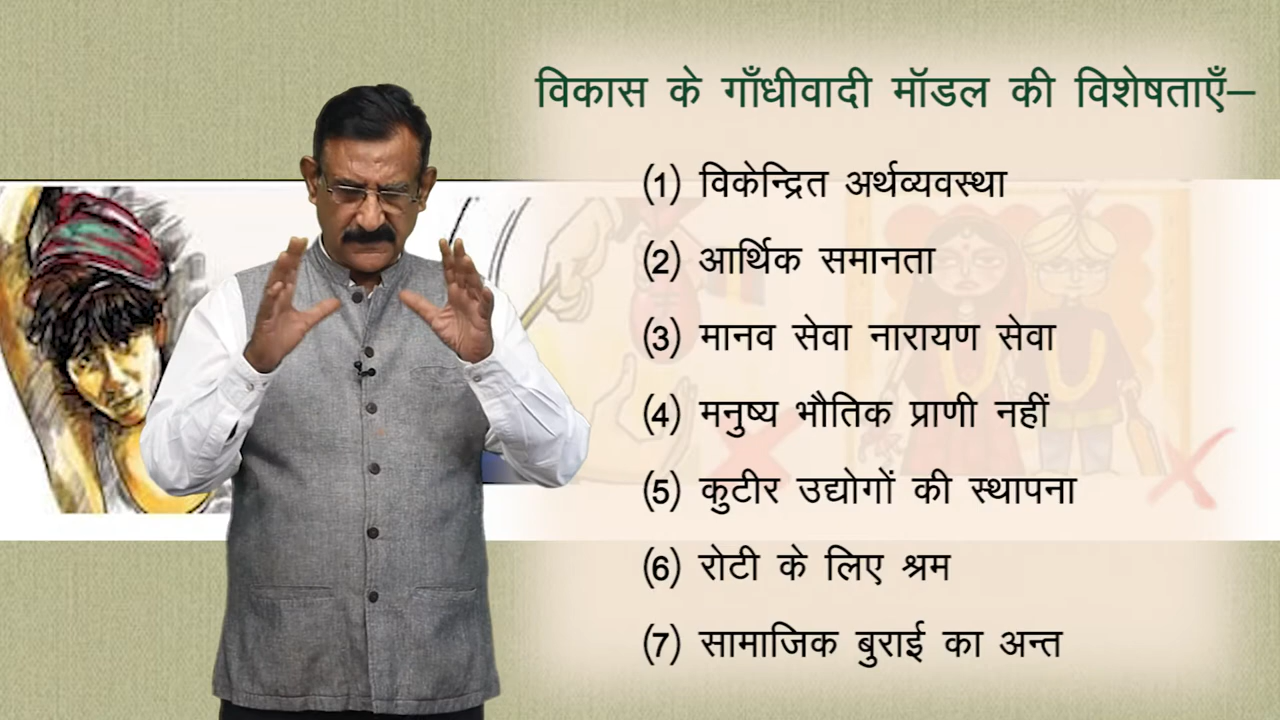 विकास के गाँधीवादी मॉडल की विशेषताएँ–
(1) विकेन्द्रित अर्थव्यवस्था
(2) आर्थिक समानता
(3) मानव सेवा नारायण सेवा
(4) मनुष्य भौतिक प्राणी नहीं
(5) कुटीर उद्योगों की स्थापना
(6) रोटी के लिए श्रम
(7) सामाजिक बुराई का अन्त